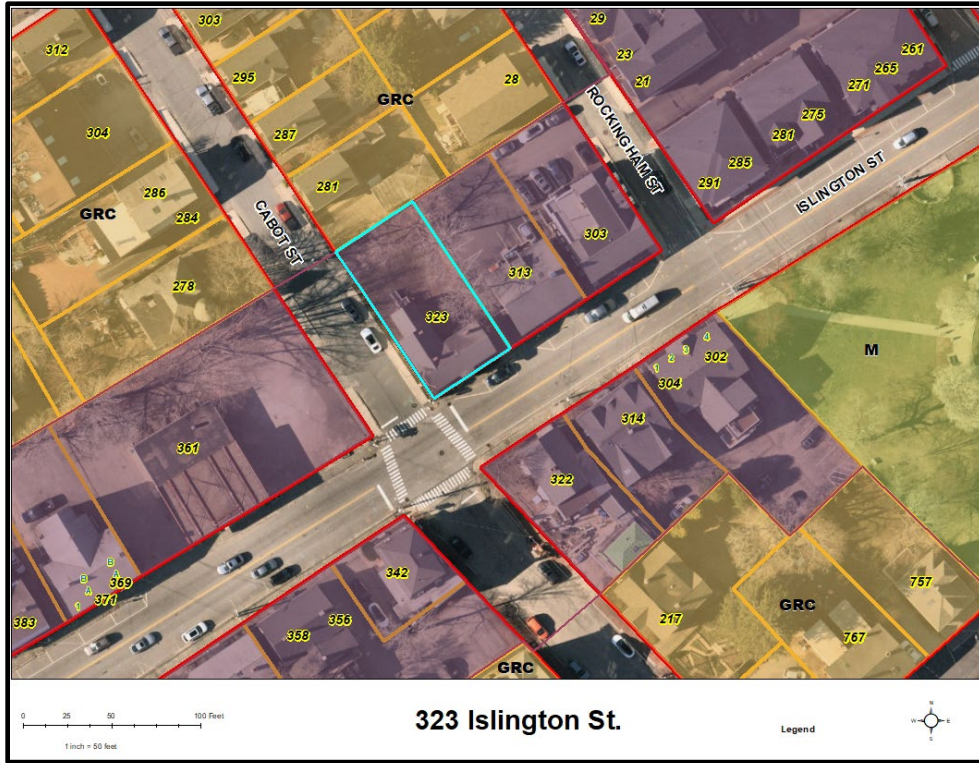 303
29
261
312
23
265
295
28
21
271
GRC
275
304
287
281
ROCKINGHAM ST
285
286
281
291
ISLINGTON ST
284
GRC
CABOT ST
303
278
313
323
M
4
3
302
2
1
304
314
361
322
B
B
A
369
342
A
1
371
757
383
356
217
GRC
358
767
GRC
0 25 50 100 Feet
1 inch = 50 feet
323 Islington St.
Legend
N
W E
S